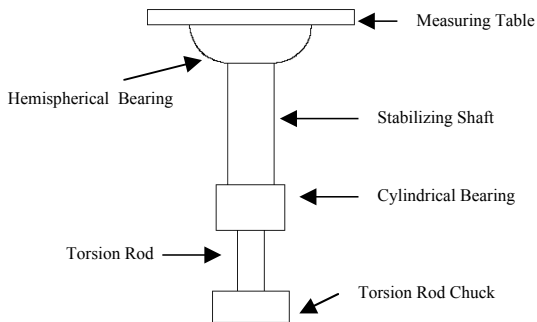 Measuring Table
Hemispherical Bearing
Stabilizing Shaft
Cylindrical Bearing
Torsion Rod
Torsion Rod Chuck